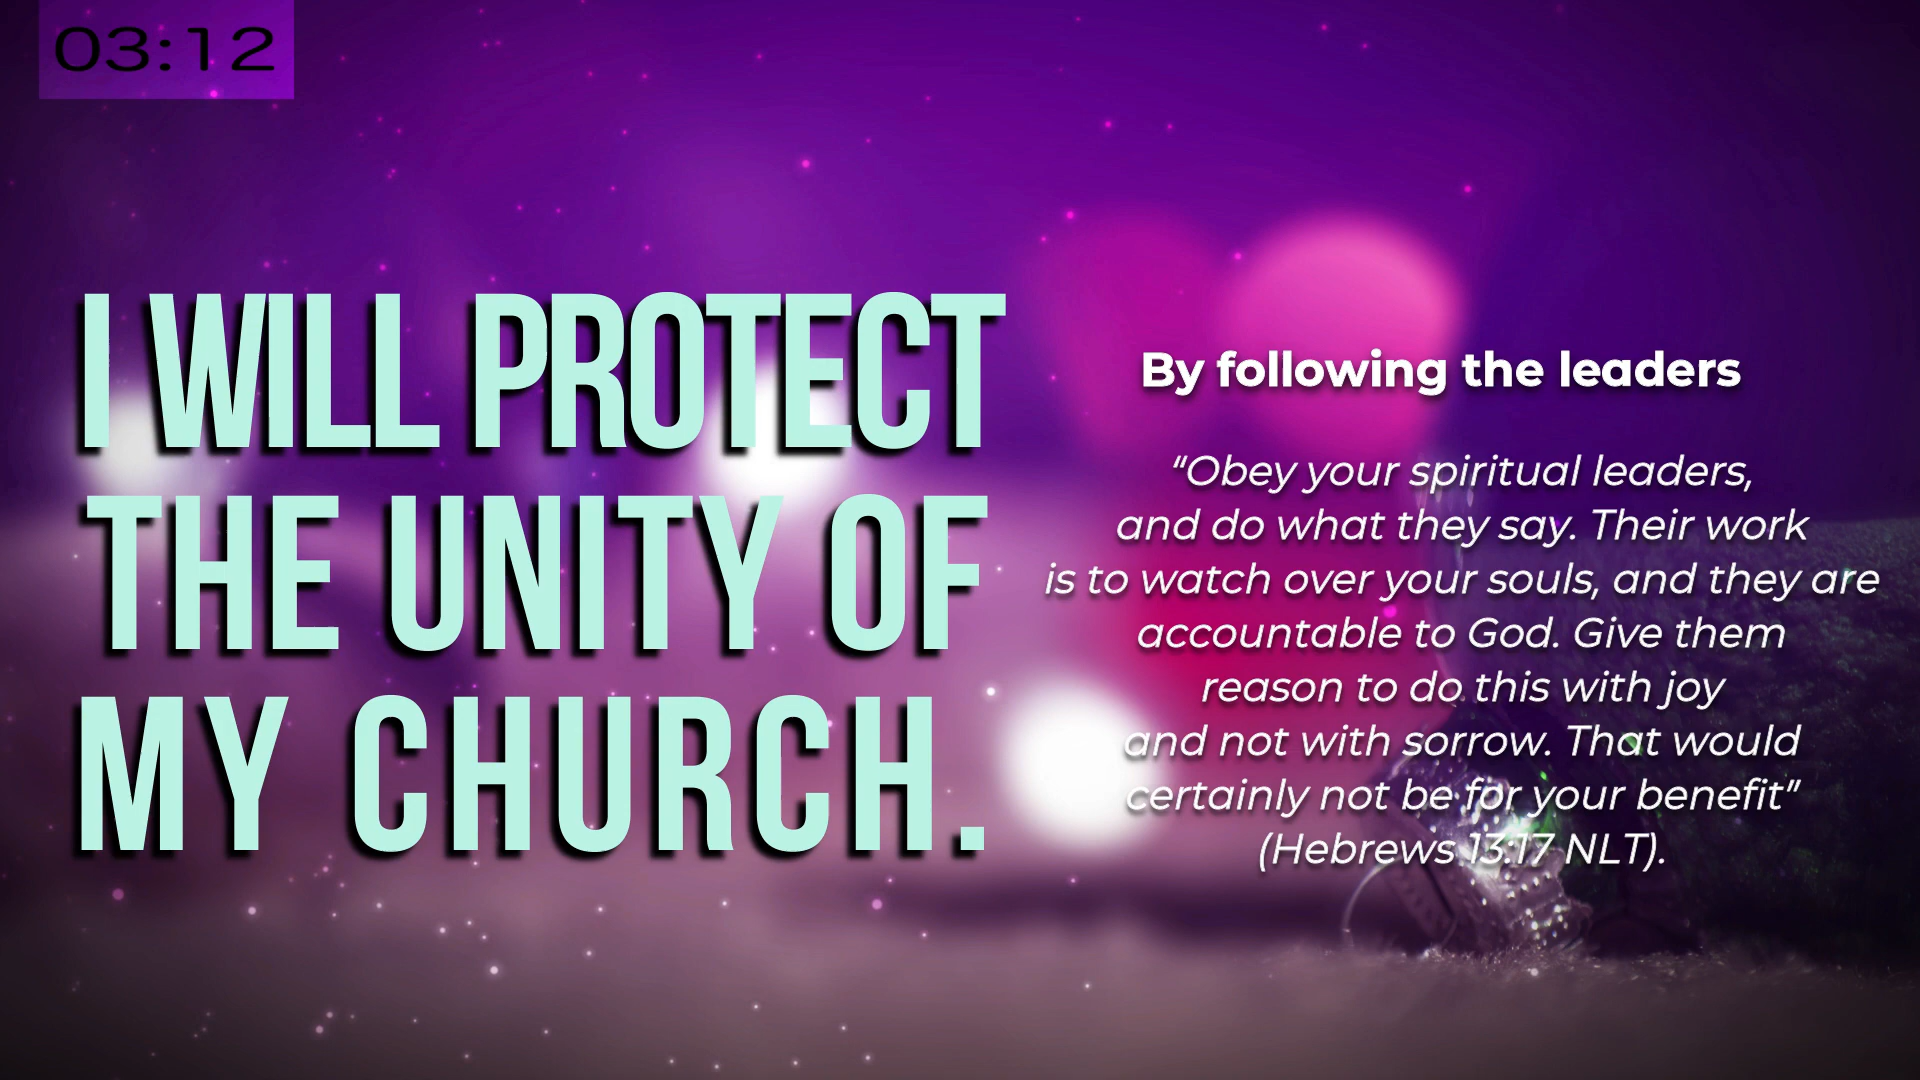 03:12
I WILL PROTECT
THE UNITY OF
MY CHURCH.
By following the leaders
“Obey your spiritual leaders,
and do what they say. Their work
is to watch over your souls, and they are
accountable to God. Give them
reason to do this with joy
and not with sorrow. That would
certainly not be for your benefit”
(Hebrews 13:17 NLT).